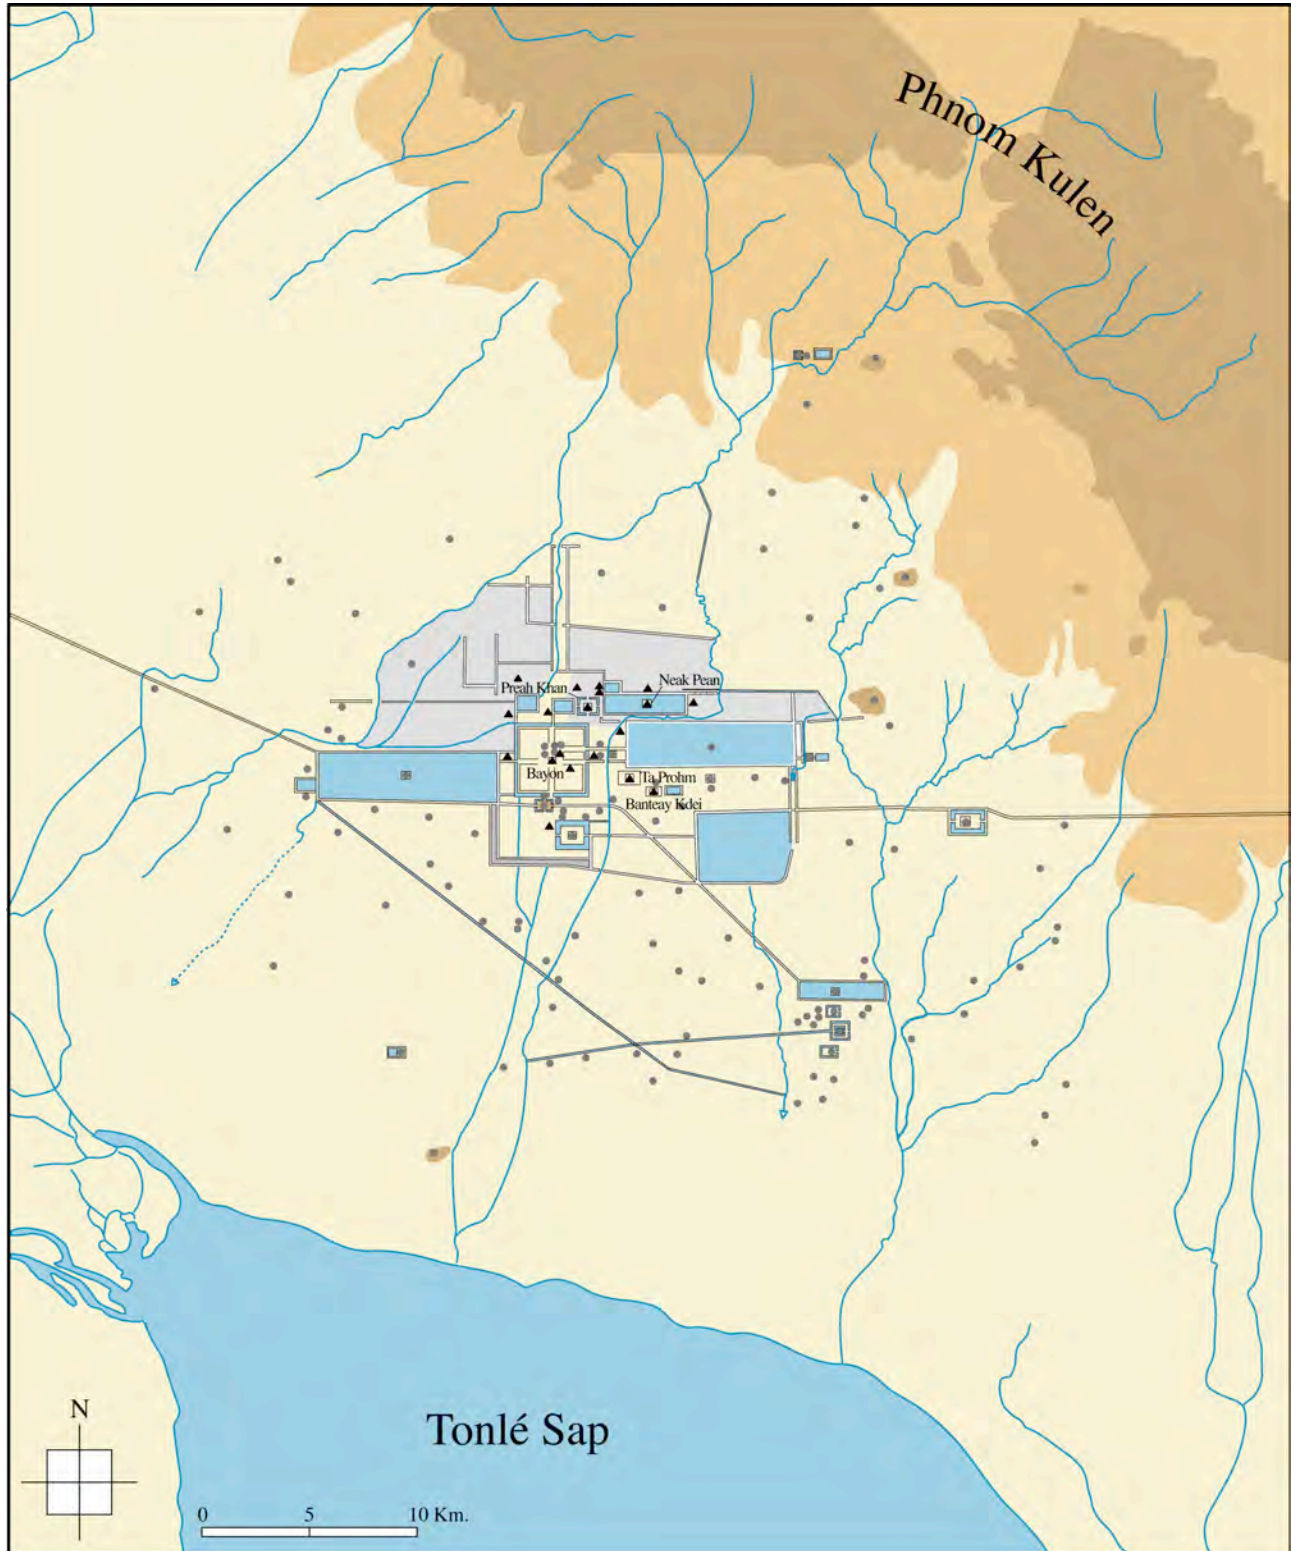 Phnom Kulen
Neak Pean
Preah Khan
Bayon
Ta Prohm
Banteay Kdei
Tonlé Sap
N
0 5 10 Km.